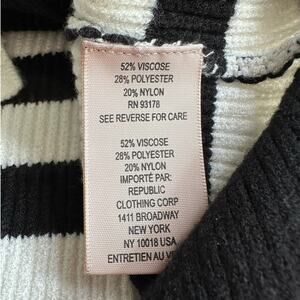 52% VISCOSE
28% POLYESTER
20% NYLON
RN 93178
SEE REVERSE FOR CARE
52% VISCOSE
28% POLYESTER
20% NYLON
IMPORTÉ PAR:
REPUBLIC
CLOTHING CORP
1411 BROADWAY
NEW YORK
NY 10018 USA
ENTRETIEN AU